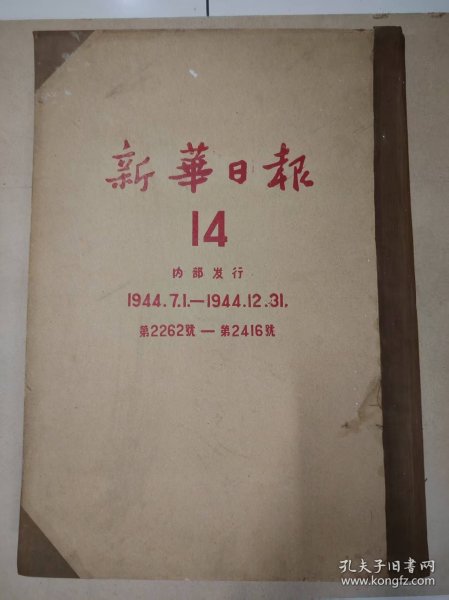 新華日報
14
内部发行
1944.7.1.—1944.12.31.
第2262號 — 第2416號
孔夫子旧书网
www.kongfz.com